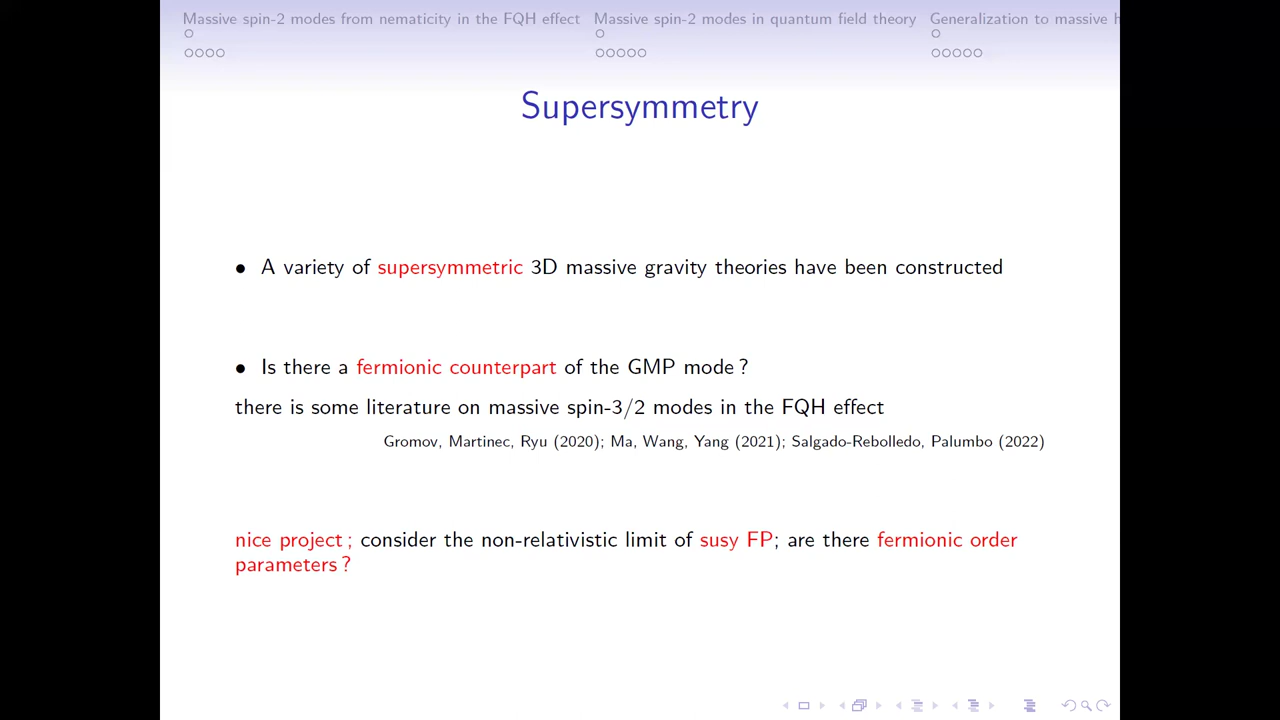 Massive spin-2 modes from nematicity in the FQH effect Massive spin-2 modes in quantum field theory Generalization to massive h
Supersymmetry
• A variety of supersymmetric 3D massive gravity theories have been constructed
• Is there a fermionic counterpart of the GMP mode ?
there is some literature on massive spin-3/2 modes in the FQH effect
Gromov, Martinec, Ryu (2020); Ma, Wang, Yang (2021); Salgado-Rebolledo, Palumbo (2022)
nice project ; consider the non-relativistic limit of susy FP; are there fermionic order
parameters ?